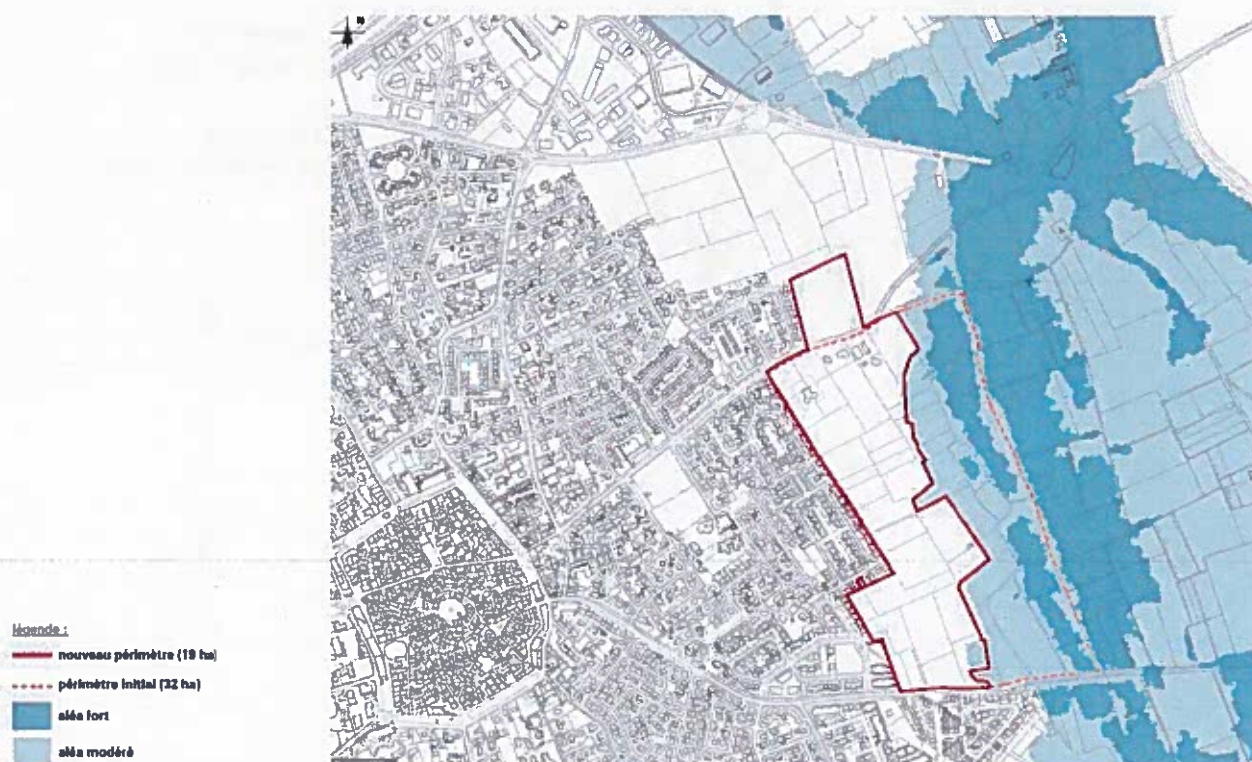 N
légende :
nouveau périmètre (19 ha)
périmètre initial (32 ha)
aléa fort
aléa modéré